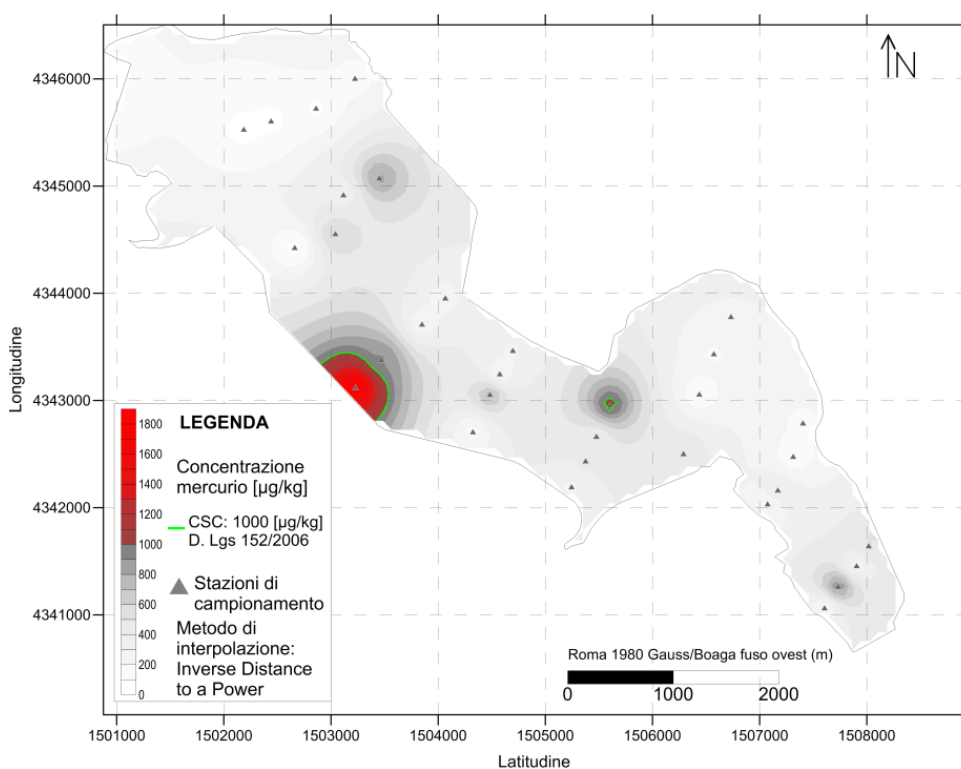 N
4346000
4345000
4344000
4343000
4342000
4341000
Longitudine
LEGENDA
1800
1600
1400
1200
1000
800
600
400
200
0
Concentrazione
mercurio [µg/kg]
CSC: 1000 [µg/kg]
D. Lgs 152/2006
Stazioni di
campionamento
Metodo di
interpolazione:
Inverse Distance
to a Power
Roma 1980 Gauss/Boaga fuso ovest (m)
0 1000 2000
1501000 1502000 1503000 1504000 1505000 1506000 1507000 1508000
Latitudine